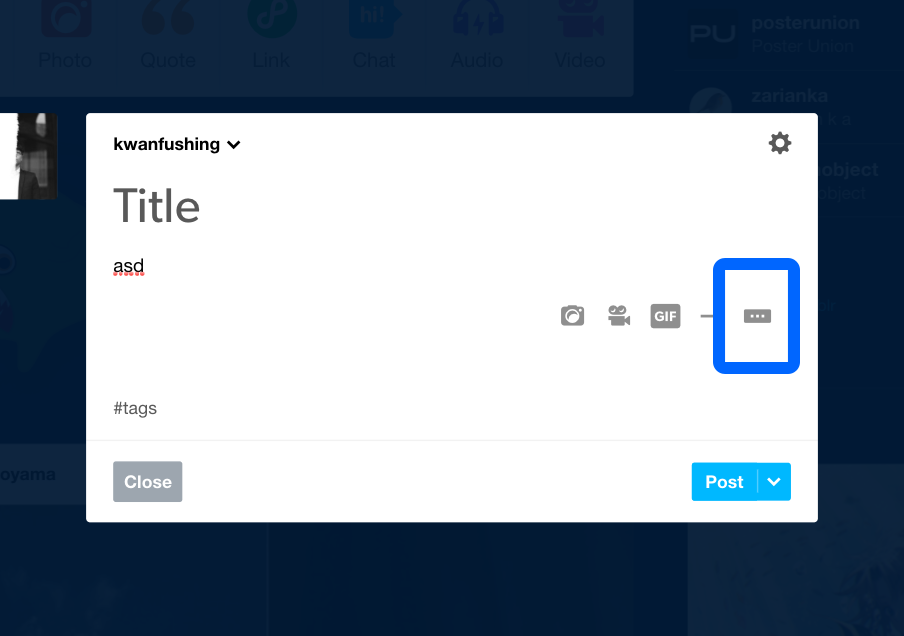 Photo Quote Link hi! Chat Audio Video
PU posterunion
Poster Union
zarianka
k a
object
object
kwanfushing
Title
asd
GIF
#tags
oyama
Close Post